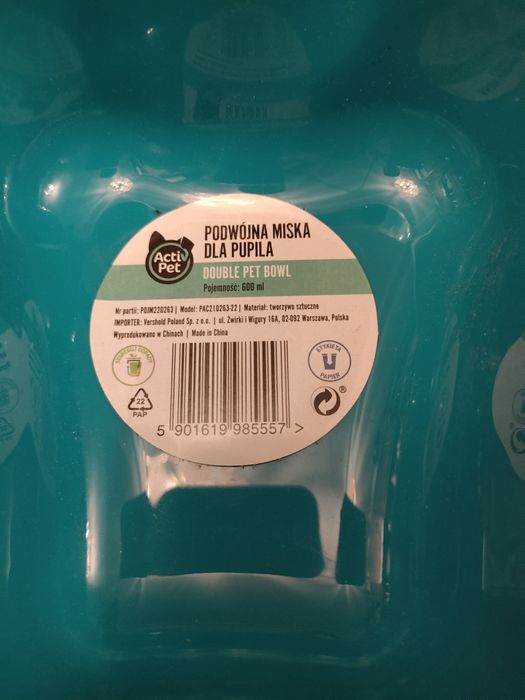 Activ Pet
PODWÓJNA MISKA
DLA PUPILA
DOUBLE PET BOWL
Pojemność: 600 ml
Nr partii: POJM220263 | Model: PAC210263-22 | Materiał: tworzywo sztuczne
IMPORTER: Vershold Poland Sp. z o.o. | ul. Żwirki i Wigury 16A, 02-092 Warszawa, Polska
Wyprodukowano w Chinach | Made in China
ETYKIETA
PAPIER
22
PAP
®
5 901619 985557 >